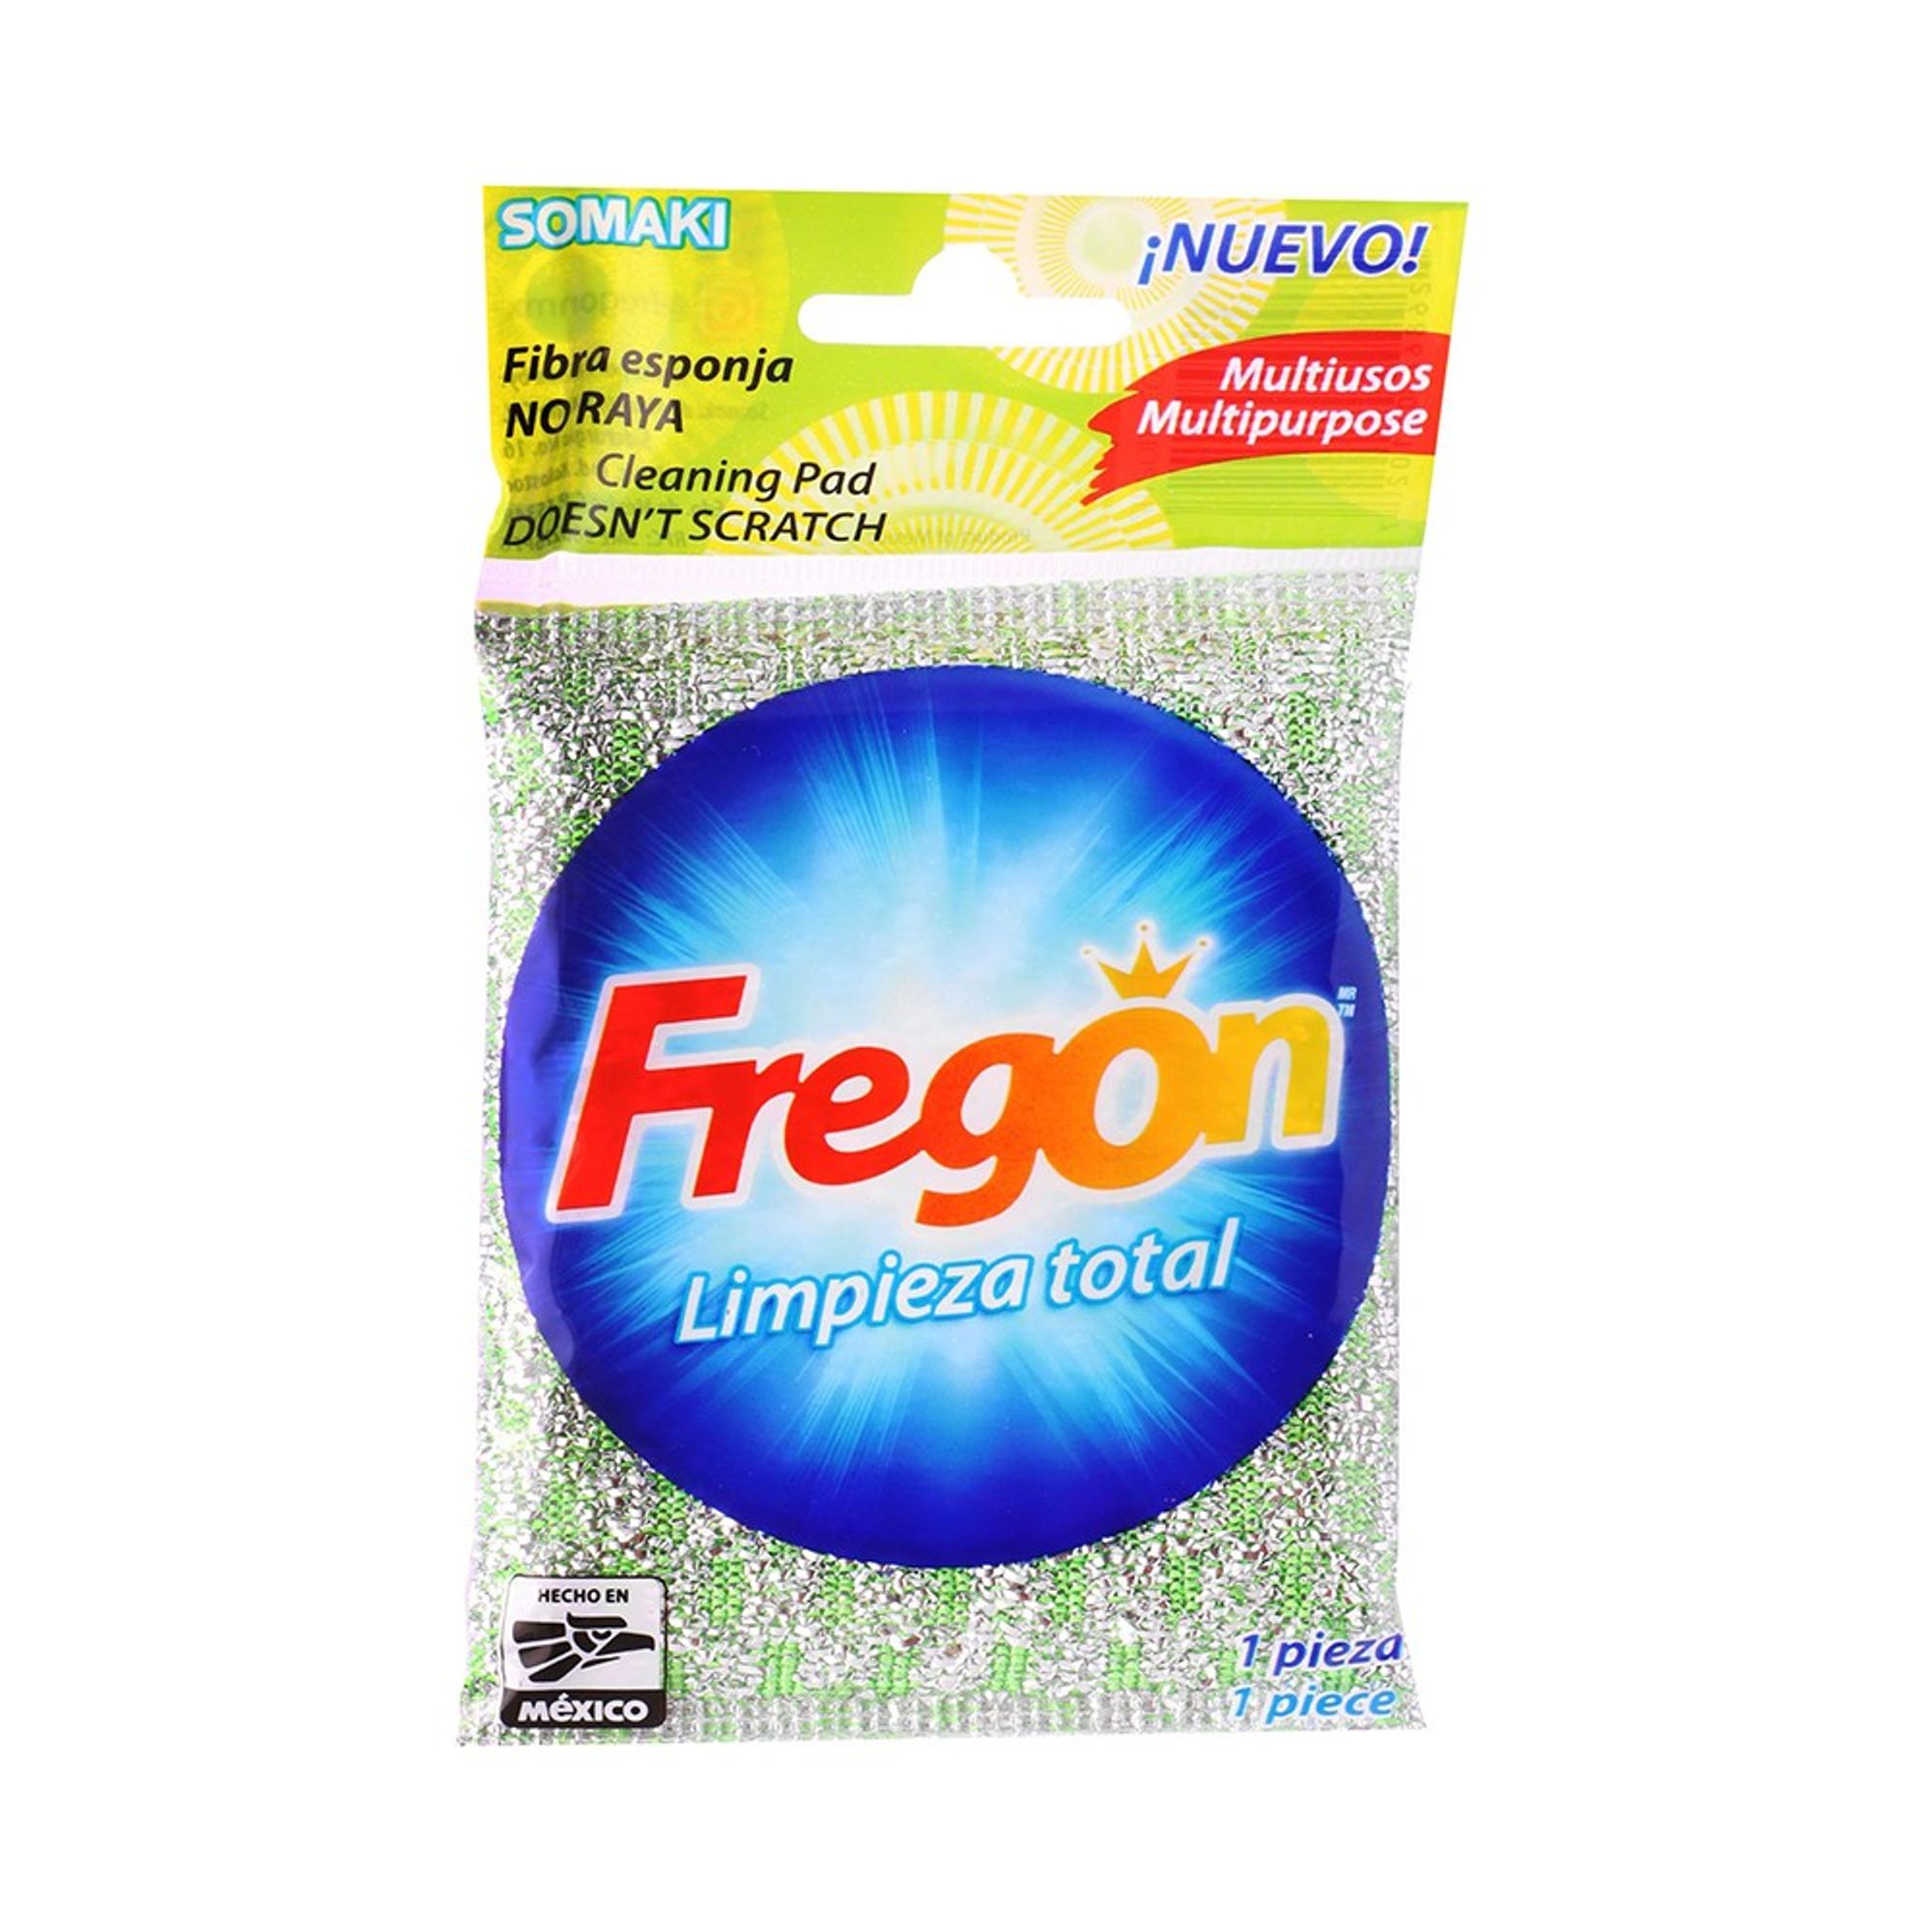 SOMAKI
¡NUEVO!
Fibra esponja
NO RAYA
Cleaning Pad
DOESN'T SCRATCH
Multiusos
Multipurpose
Fregón
MR
TM
Limpieza total
HECHO EN
MéXICO
1 pieza
1 piece